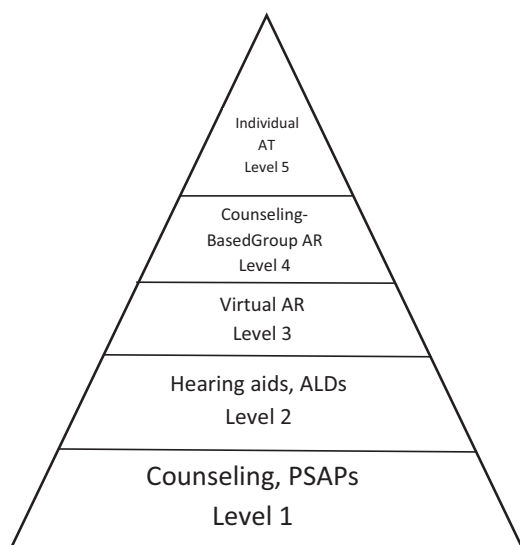 Individual
AT
Level 5
Counseling-
BasedGroup AR
Level 4
Virtual AR
Level 3
Hearing aids, ALDs
Level 2
Counseling, PSAPs
Level 1